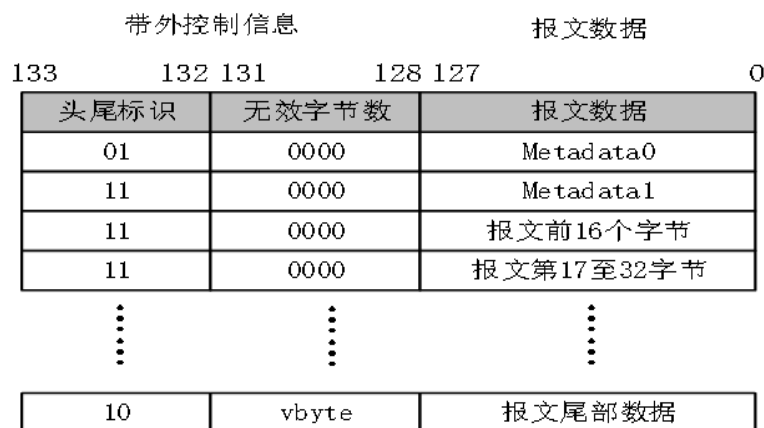 带外控制信息 报文数据
133 132 131 128 127 0
头尾标识 无效字节数 报文数据
01 0000 Metadata0
11 0000 Metadata1
11 0000 报文前16个字节
11 0000 报文第17至32字节
10 vbyte 报文尾部数据